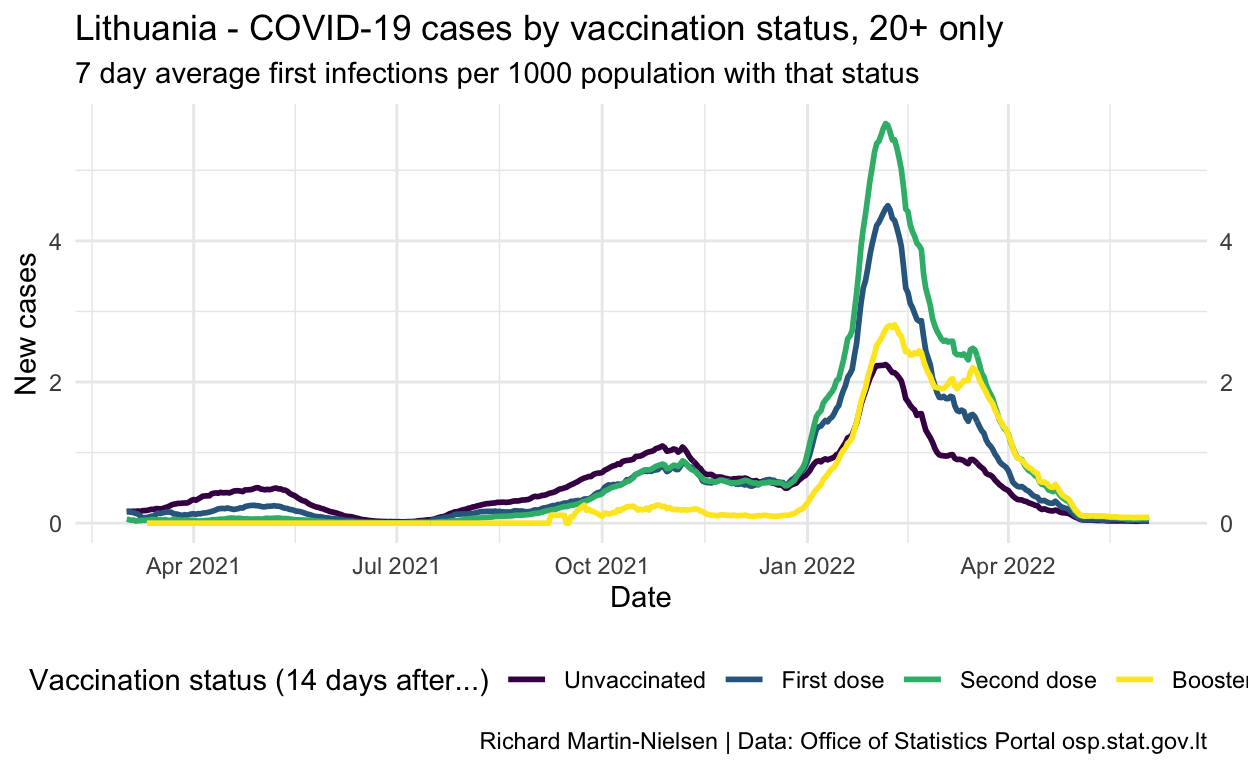 Lithuania - COVID-19 cases by vaccination status, 20+ only
7 day average first infections per 1000 population with that status
New cases
4 4
2 2
0 0
Apr 2021 Jul 2021 Oct 2021 Jan 2022 Apr 2022
Date
Vaccination status (14 days after...) Unvaccinated First dose Second dose Booster
Richard Martin-Nielsen | Data: Office of Statistics Portal osp.stat.gov.lt